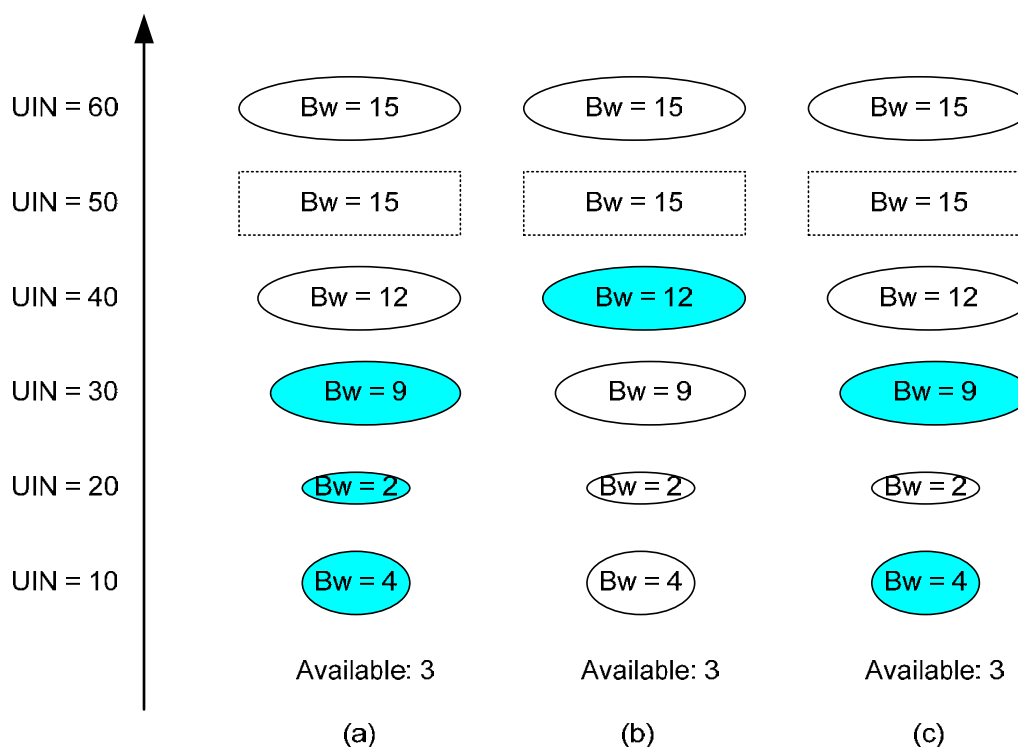 UIN = 60 Bw = 15 Bw = 15 Bw = 15
UIN = 50 Bw = 15 Bw = 15 Bw = 15
UIN = 40 Bw = 12 Bw = 12 Bw = 12
UIN = 30 Bw = 9 Bw = 9 Bw = 9
UIN = 20 Bw = 2 Bw = 2 Bw = 2
UIN = 10 Bw = 4 Bw = 4 Bw = 4
Available: 3 Available: 3 Available: 3
(a) (b) (c)